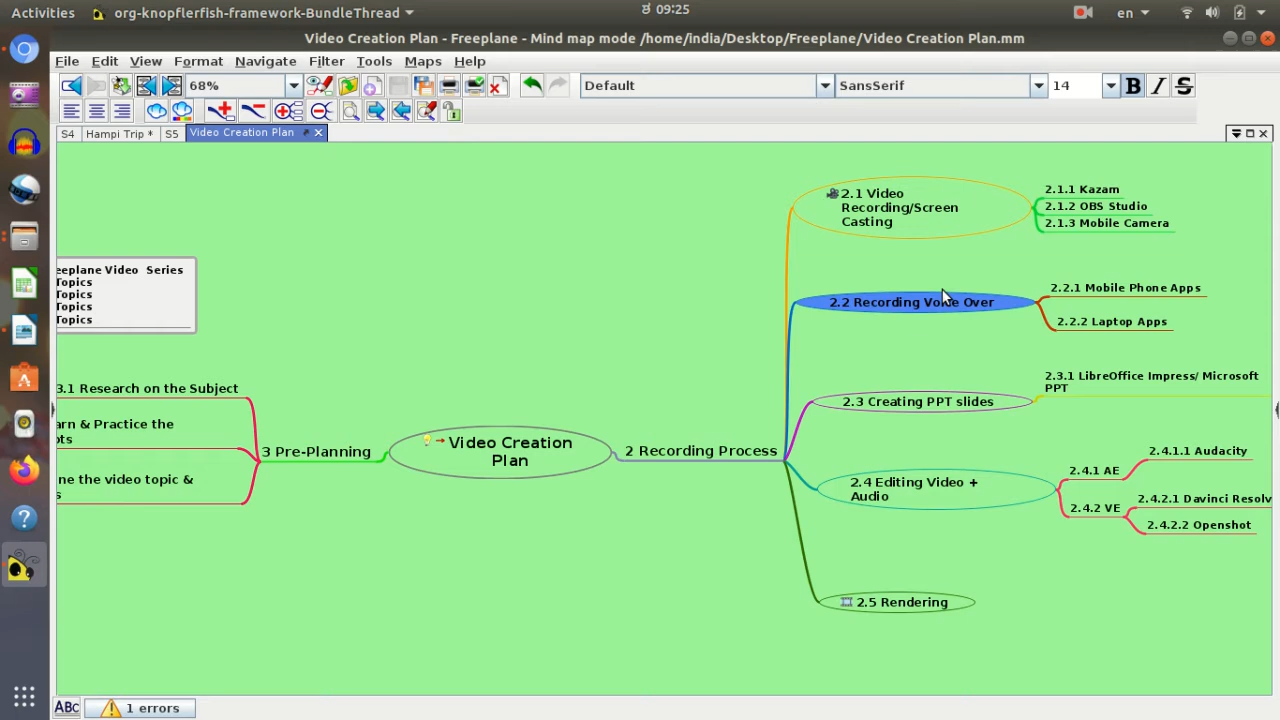 Activities
org-knopflerfish-framework-BundleThread
ಶ 09:25
en
Video Creation Plan - Freeplane - Mind map mode /home/india/Desktop/Freeplane/Video Creation Plan.mm
File Edit View Format Navigate Filter Tools Maps Help
68%
Default
SansSerif
14
B I S
S4
Hampi Trip *
S5
Video Creation Plan
2.1 Video
Recording/Screen
Casting
2.1.1 Kazam
2.1.2 OBS Studio
2.1.3 Mobile Camera
eeplane Video Series
Topics
Topics
Topics
Topics
2.2 Recording Voice Over
2.2.1 Mobile Phone Apps
2.2.2 Laptop Apps
3.1 Research on the Subject
arn & Practice the
pts
ne the video topic &
s
3 Pre-Planning
Video Creation
Plan
2 Recording Process
2.3 Creating PPT slides
2.3.1 LibreOffice Impress/ Microsoft
PPT
2.4 Editing Video +
Audio
2.4.1 AE
2.4.1.1 Audacity
2.4.2 VE
2.4.2.1 Davinci Resolv
2.4.2.2 Openshot
2.5 Rendering
ABC
1 errors